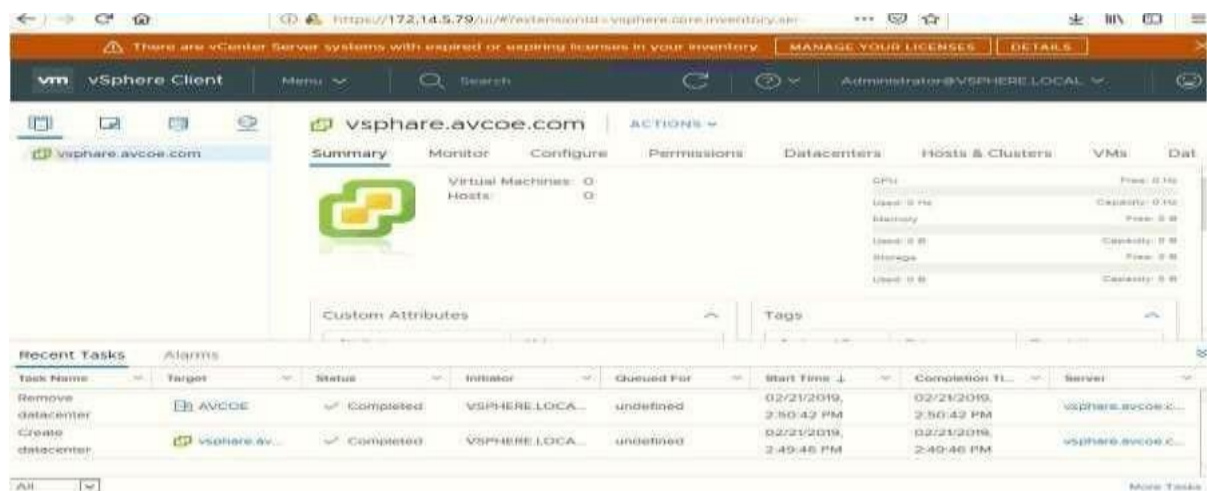 https://172.14.5.79/ui/#/extensionId=vsphere.core.inventory.ser
There are vCenter Server systems with expired or expiring licenses in your inventory MANAGE YOUR LICENSES DETAILS
vm vSphere Client Menu Search Administrator@VSPHERE.LOCAL
vsphare.avcoe.com ACTIONS
vsphare.avcoe.com
Summary Monitor Configure Permissions Datacenters Hosts & Clusters VMs Dat
Virtual Machines: 0
Hosts: 0
CPU Free: 0 Hz
Used: 0 Hz Capacity: 0 Hz
Memory Free: 0 B
Used: 0 B Capacity: 0 B
Storage Free: 0 B
Used: 0 B Capacity: 0 B
Custom Attributes
Tags
Recent Tasks Alarms
Task Name Target Status Initiator Queued For Start Time ↓ Completion Ti... Server
Remove datacenter AVCOE Completed VSPHERE.LOCA... undefined 02/21/2019, 2:50:42 PM 02/21/2019, 2:50:42 PM vsphare.avcoe.c...
Create datacenter vsphare.av... Completed VSPHERE.LOCA... undefined 02/21/2019, 2:49:46 PM 02/21/2019, 2:49:46 PM vsphare.avcoe.c...
All More Tasks